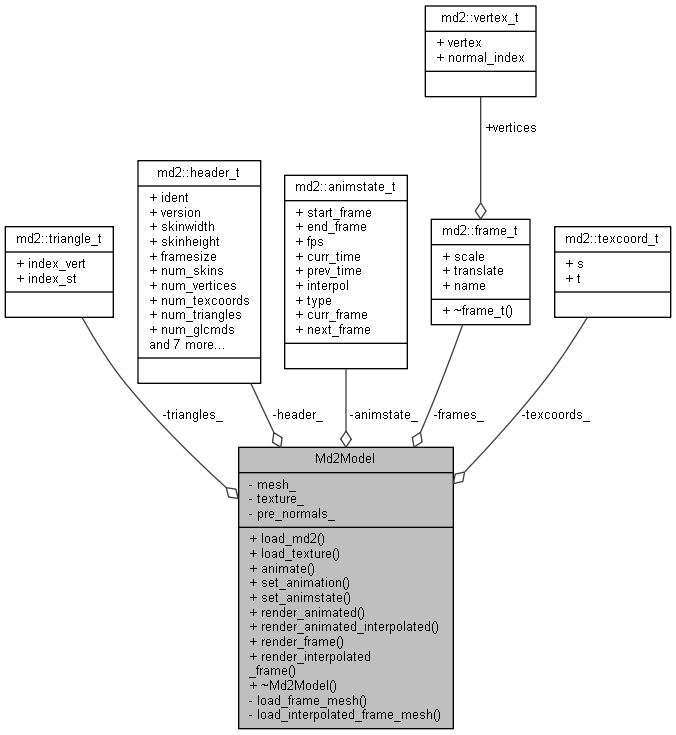 md2::vertex_t
+ vertex
+ normal_index
+vertices
md2::header_t
+ ident
+ version
+ skinwidth
+ skinheight
+ framesize
+ num_skins
+ num_vertices
+ num_texcoords
+ num_triangles
+ num_glcmds
and 7 more...
md2::animstate_t
+ start_frame
+ end_frame
+ fps
+ curr_time
+ prev_time
+ interpol
+ type
+ curr_frame
+ next_frame
md2::triangle_t
+ index_vert
+ index_st
md2::frame_t
+ scale
+ translate
+ name
+ ~frame_t()
md2::texcoord_t
+ s
+ t
-triangles_
-header_
-animstate_
-frames_
-texcoords_
Md2Model
- mesh_
- texture_
- pre_normals_
+ load_md2()
+ load_texture()
+ animate()
+ set_animation()
+ set_animstate()
+ render_animated()
+ render_animated_interpolated()
+ render_frame()
+ render_interpolated
_frame()
+ ~Md2Model()
- load_frame_mesh()
- load_interpolated_frame_mesh()